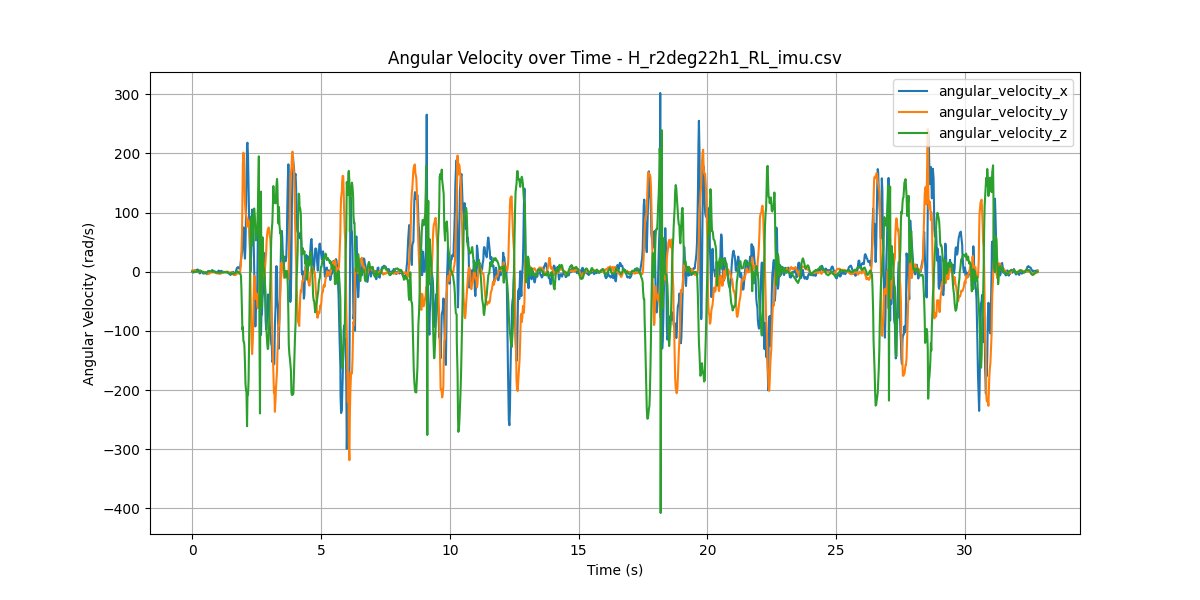 Angular Velocity over Time - H_r2deg22h1_RL_imu.csv
angular_velocity_x
angular_velocity_y
angular_velocity_z
Angular Velocity (rad/s)
300
200
100
0
−100
−200
−300
−400
0 5 10 15 20 25 30
Time (s)